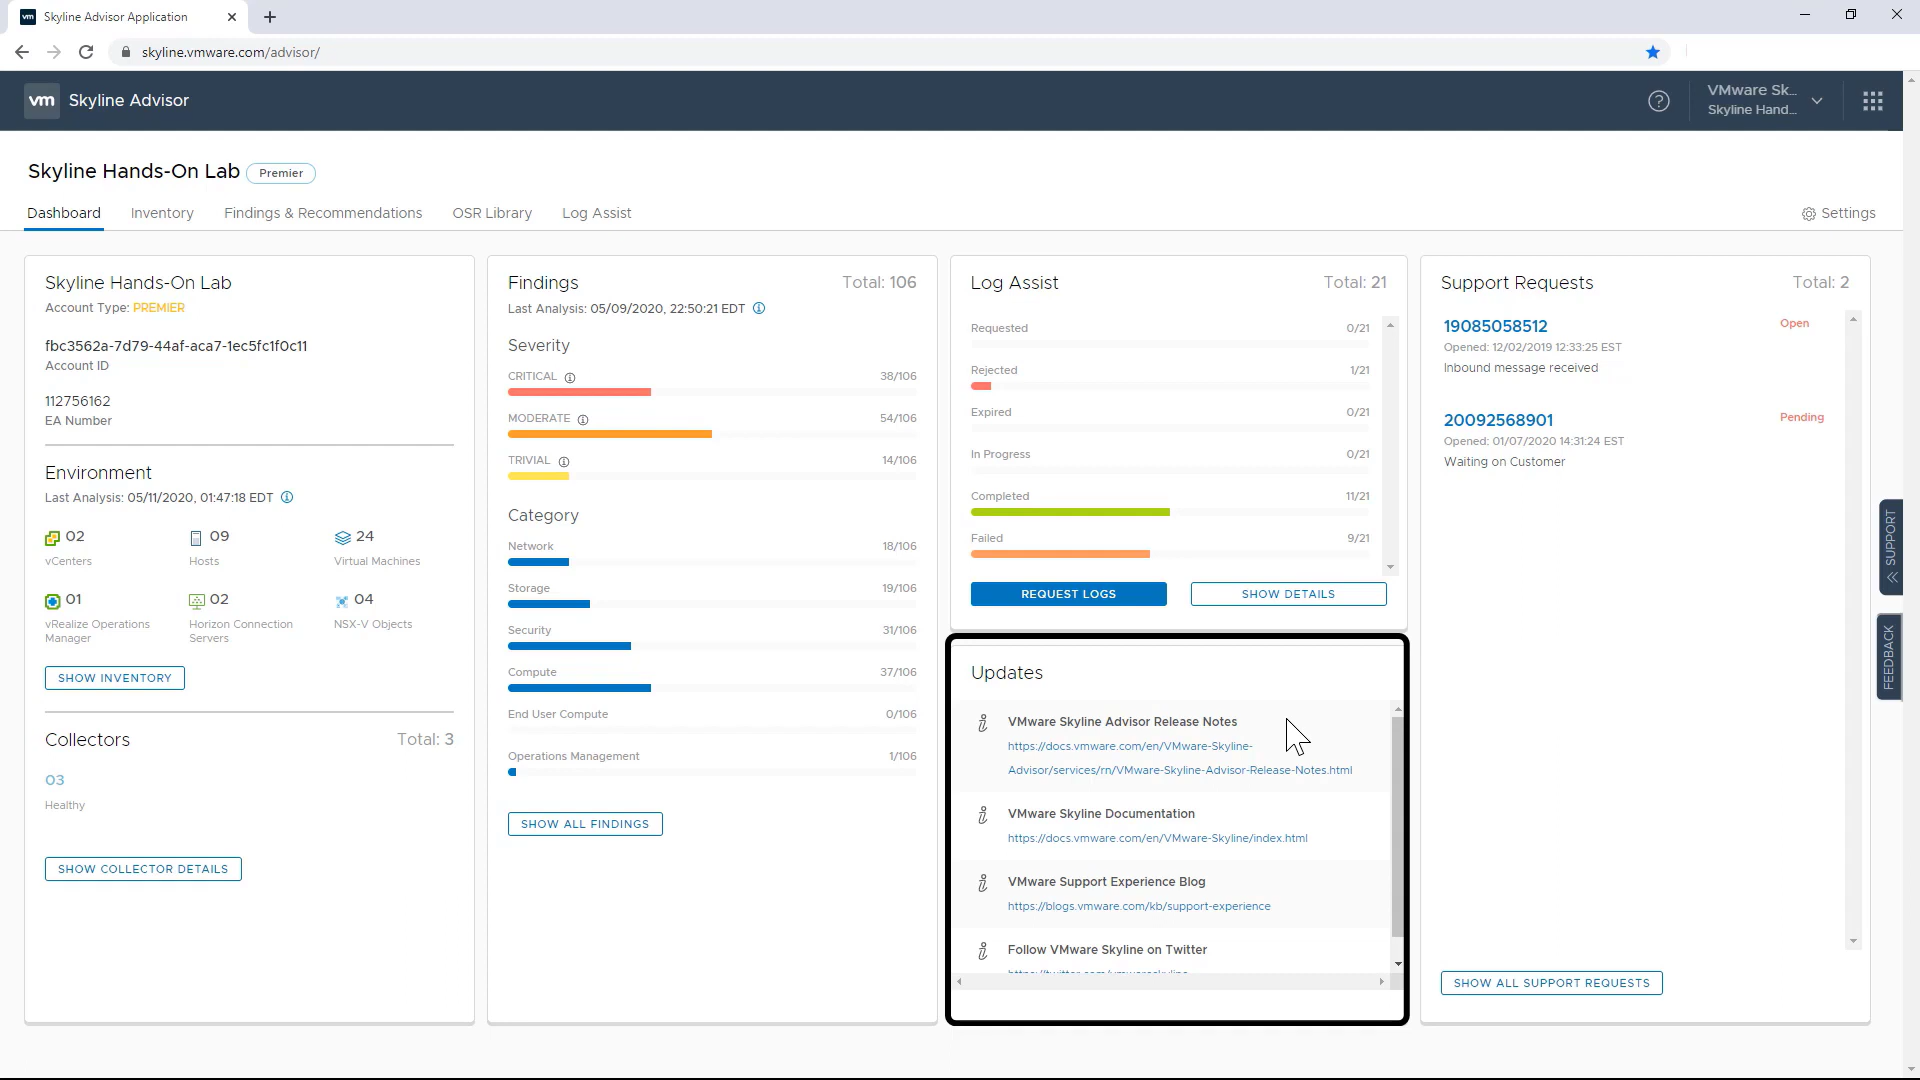 vm Skyline Advisor Application
skyline.vmware.com/advisor/
vm Skyline Advisor
VMware Sk...
Skyline Hand...
Skyline Hands-On Lab Premier
Dashboard Inventory Findings & Recommendations OSR Library Log Assist Settings
Skyline Hands-On Lab
Account Type: PREMIER
fbc3562a-7d79-44af-aca7-1ec5fc1f0c11
Account ID
112756162
EA Number
Environment
Last Analysis: 05/11/2020, 01:47:18 EDT
02 09 24
vCenters Hosts Virtual Machines
01 02 04
vRealize Operations Manager
Horizon Connection Servers
NSX-V Objects
SHOW INVENTORY
Collectors Total: 3
03
Healthy
SHOW COLLECTOR DETAILS
Findings Total: 106
Last Analysis: 05/09/2020, 22:50:21 EDT
Severity
CRITICAL 38/106
MODERATE 54/106
TRIVIAL 14/106
Category
Network 18/106
Storage 19/106
Security 31/106
Compute 37/106
End User Compute 0/106
Operations Management 1/106
SHOW ALL FINDINGS
Log Assist Total: 21
Requested 0/21
Rejected 1/21
Expired 0/21
In Progress 0/21
Completed 11/21
Failed 9/21
REQUEST LOGS SHOW DETAILS
Updates
VMware Skyline Advisor Release Notes
https://docs.vmware.com/en/VMware-Skyline-
Advisor/services/rn/VMware-Skyline-Advisor-Release-Notes.html
VMware Skyline Documentation
https://docs.vmware.com/en/VMware-Skyline/index.html
VMware Support Experience Blog
https://blogs.vmware.com/kb/support-experience
Follow VMware Skyline on Twitter
Support Requests Total: 2
19085058512 Open
Opened: 12/02/2019 12:33:25 EST
Inbound message received
20092568901 Pending
Opened: 01/07/2020 14:31:24 EST
Waiting on Customer
SHOW ALL SUPPORT REQUESTS
SUPPORT
FEEDBACK